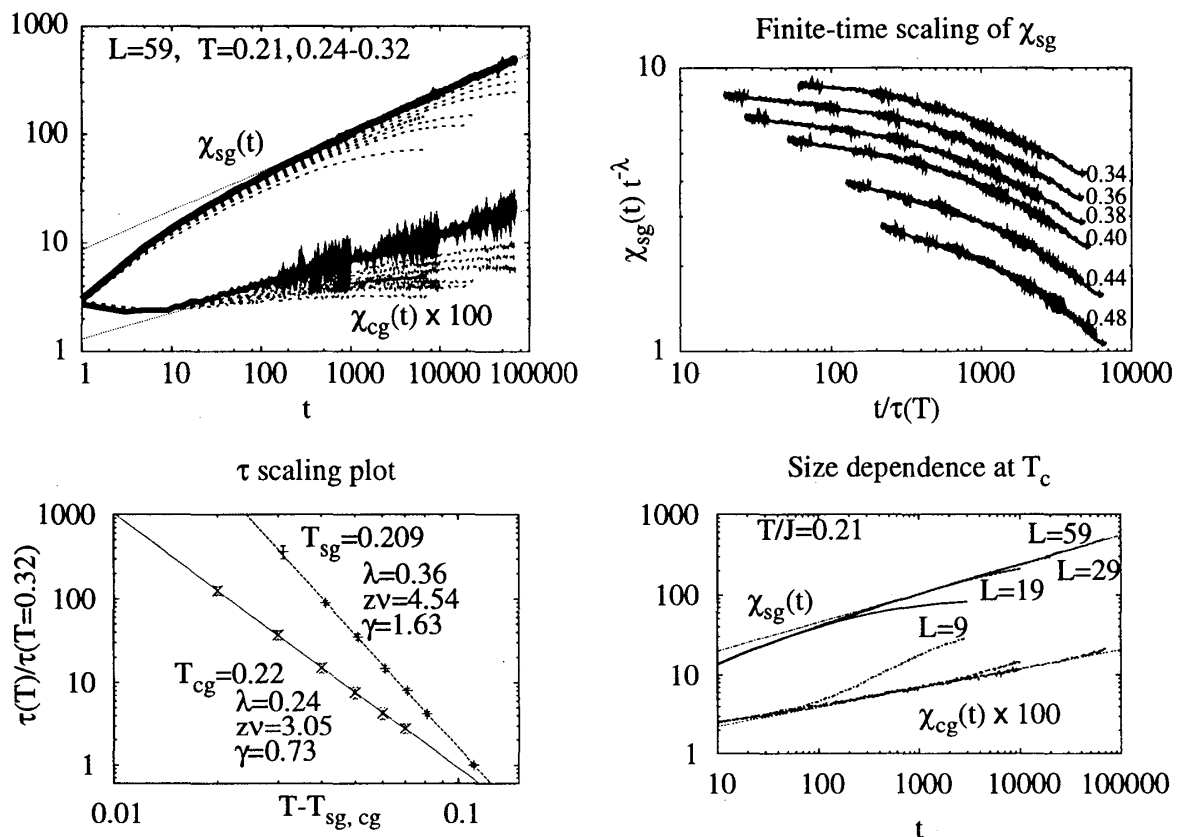 L=59, T=0.21, 0.24-0.32
1000
100
10
1
χsg(t)
χcg(t) x 100
1 10 100 1000 10000 100000
t
Finite-time scaling of χsg
χsg(t) t^-λ
10
1
0.34
0.36
0.38
0.40
0.44
0.48
10 100 1000 10000
t/τ(T)
τ scaling plot
τ(T)/τ(T=0.32)
1000
100
10
1
Tsg=0.209
λ=0.36
zν=4.54
γ=1.63
Tcg=0.22
λ=0.24
zν=3.05
γ=0.73
0.01 0.1
T-Tsg, cg
Size dependence at Tc
1000
100
10
1
T/J=0.21
L=59
L=29
L=19
L=9
χsg(t)
χcg(t) x 100
10 100 1000 10000 100000
t